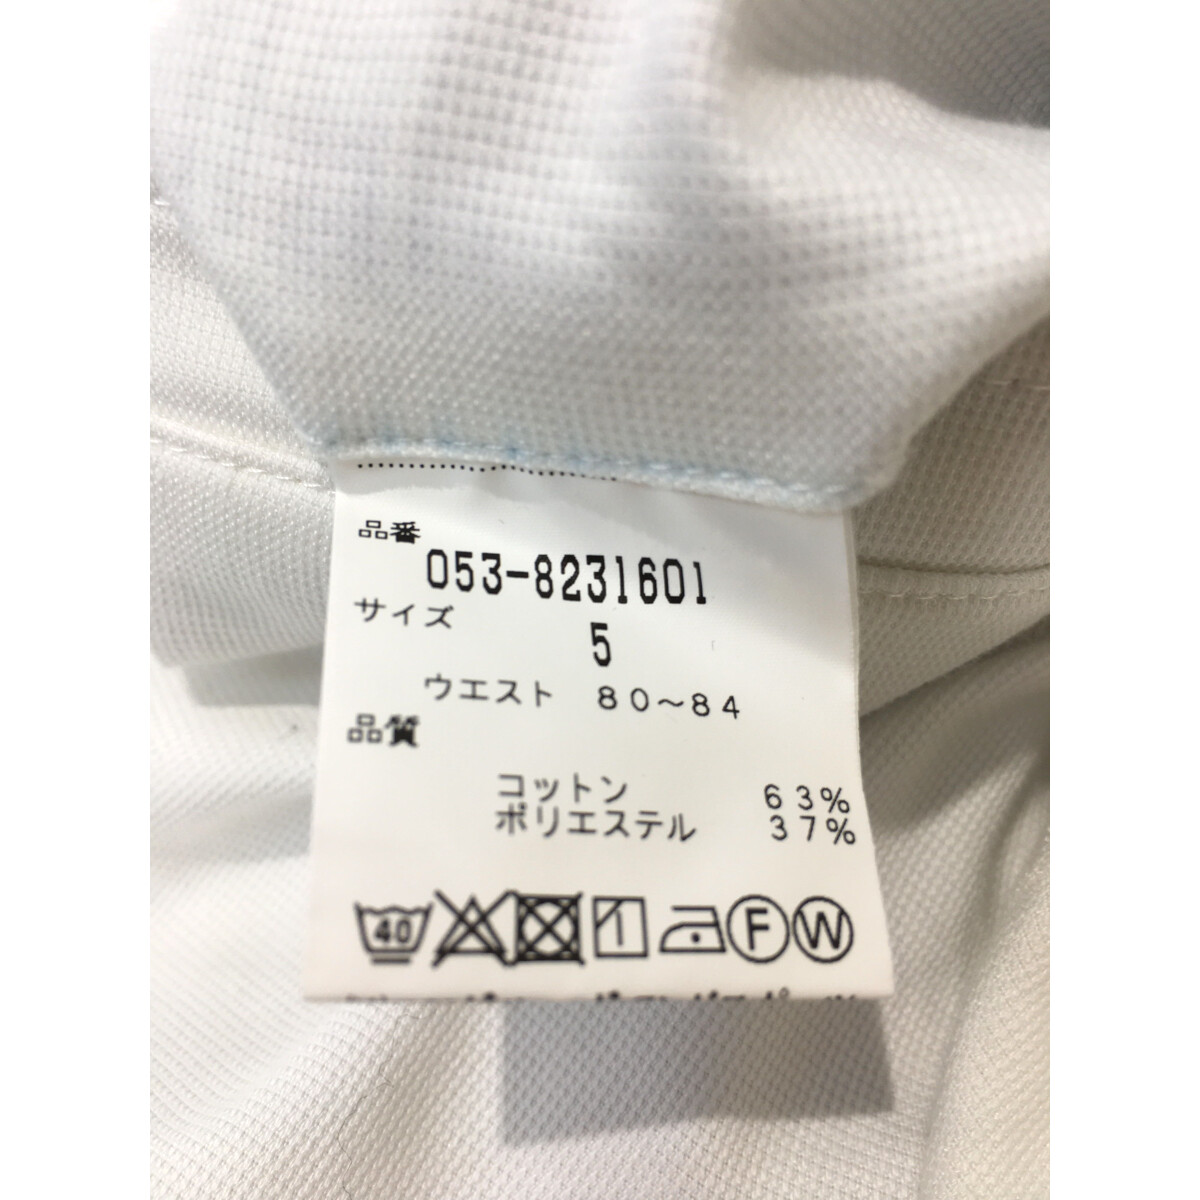 品番
053-8231601
サイズ
5
ウエスト 80~84
品質
コットン 63%
ポリエステル 37%
40
F W